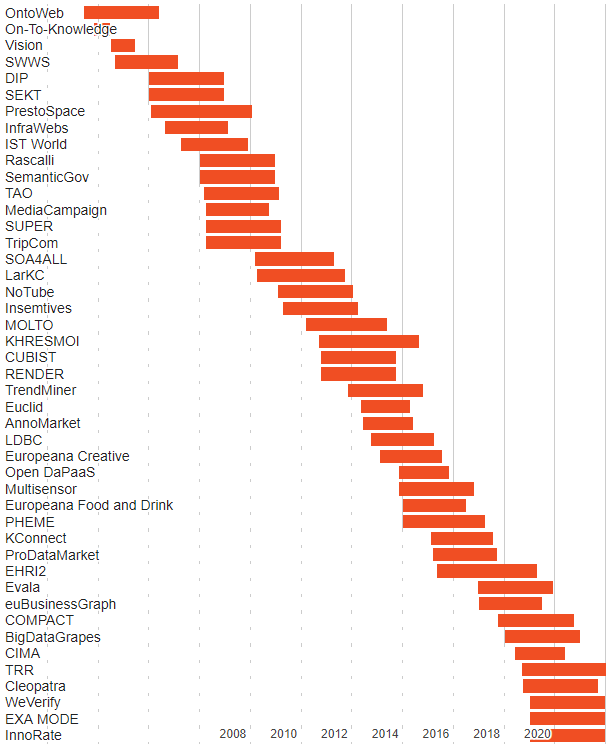 OntoWeb
On-To-Knowledge
Vision
SWWS
DIP
SEKT
PrestoSpace
InfraWebs
IST World
Rascalli
SemanticGov
TAO
MediaCampaign
SUPER
TripCom
SOA4ALL
LarKC
NoTube
Insemtives
MOLTO
KHRESMOI
CUBIST
RENDER
TrendMiner
Euclid
AnnoMarket
LDBC
Europeana Creative
Open DaPaaS
Multisensor
Europeana Food and Drink
PHEME
KConnect
ProDataMarket
EHRI2
Evala
euBusinessGraph
COMPACT
BigDataGrapes
CIMA
TRR
Cleopatra
WeVerify
EXA MODE
InnoRate 2008 2010 2012 2014 2016 2018 2020